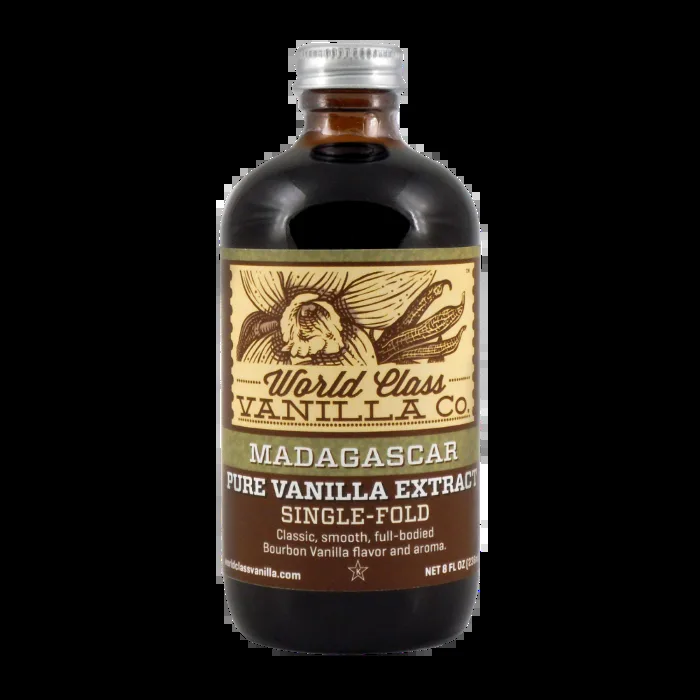 World Class
VANILLA Co.
™
MADAGASCAR
PURE VANILLA EXTRACT
SINGLE-FOLD
Classic, smooth, full-bodied
Bourbon Vanilla flavor and aroma.
worldclassvanilla.com
K
NET 8 FL OZ